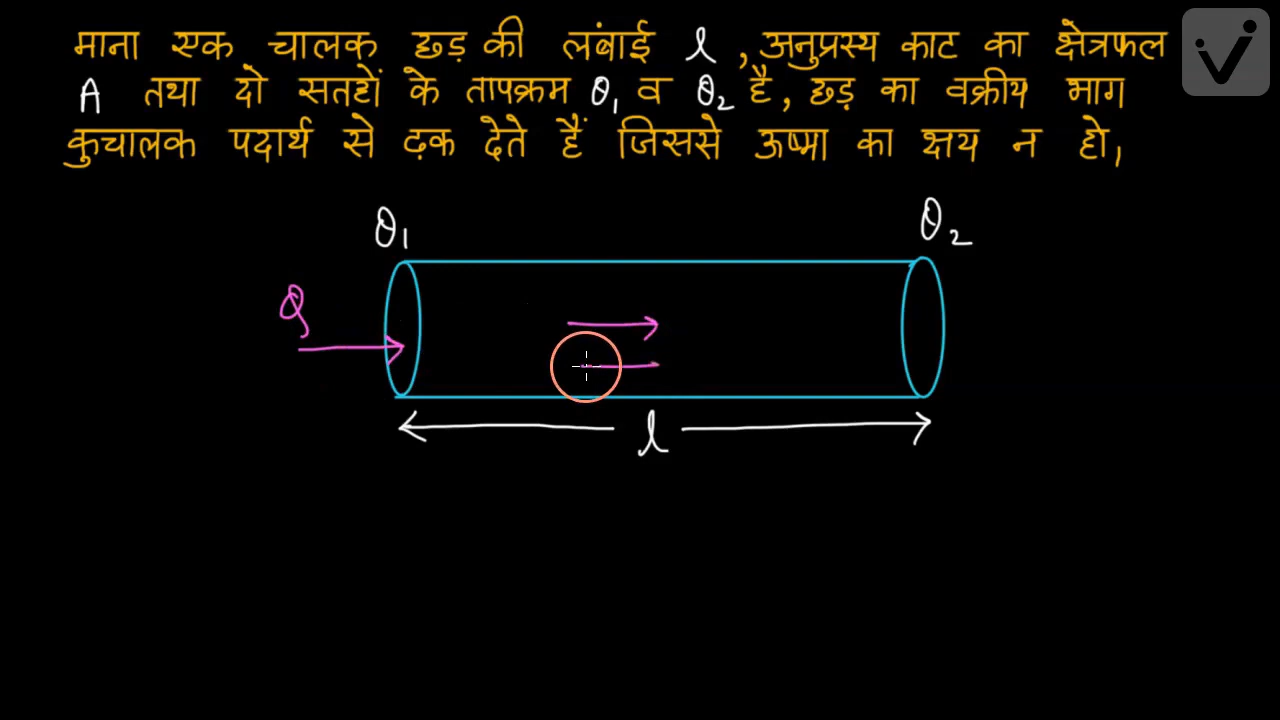 माना एक चालक छड़ की लंबाई l , अनुप्रस्थ काट का क्षेत्रफल
A तथा दो सतहों के तापक्रम θ₁ व θ₂ है, छड़ का वक्रीय भाग
कुचालक पदार्थ से ढ़क देते हैं जिससे ऊष्मा का क्षय न हो,
θ₁ θ₂
Q
l